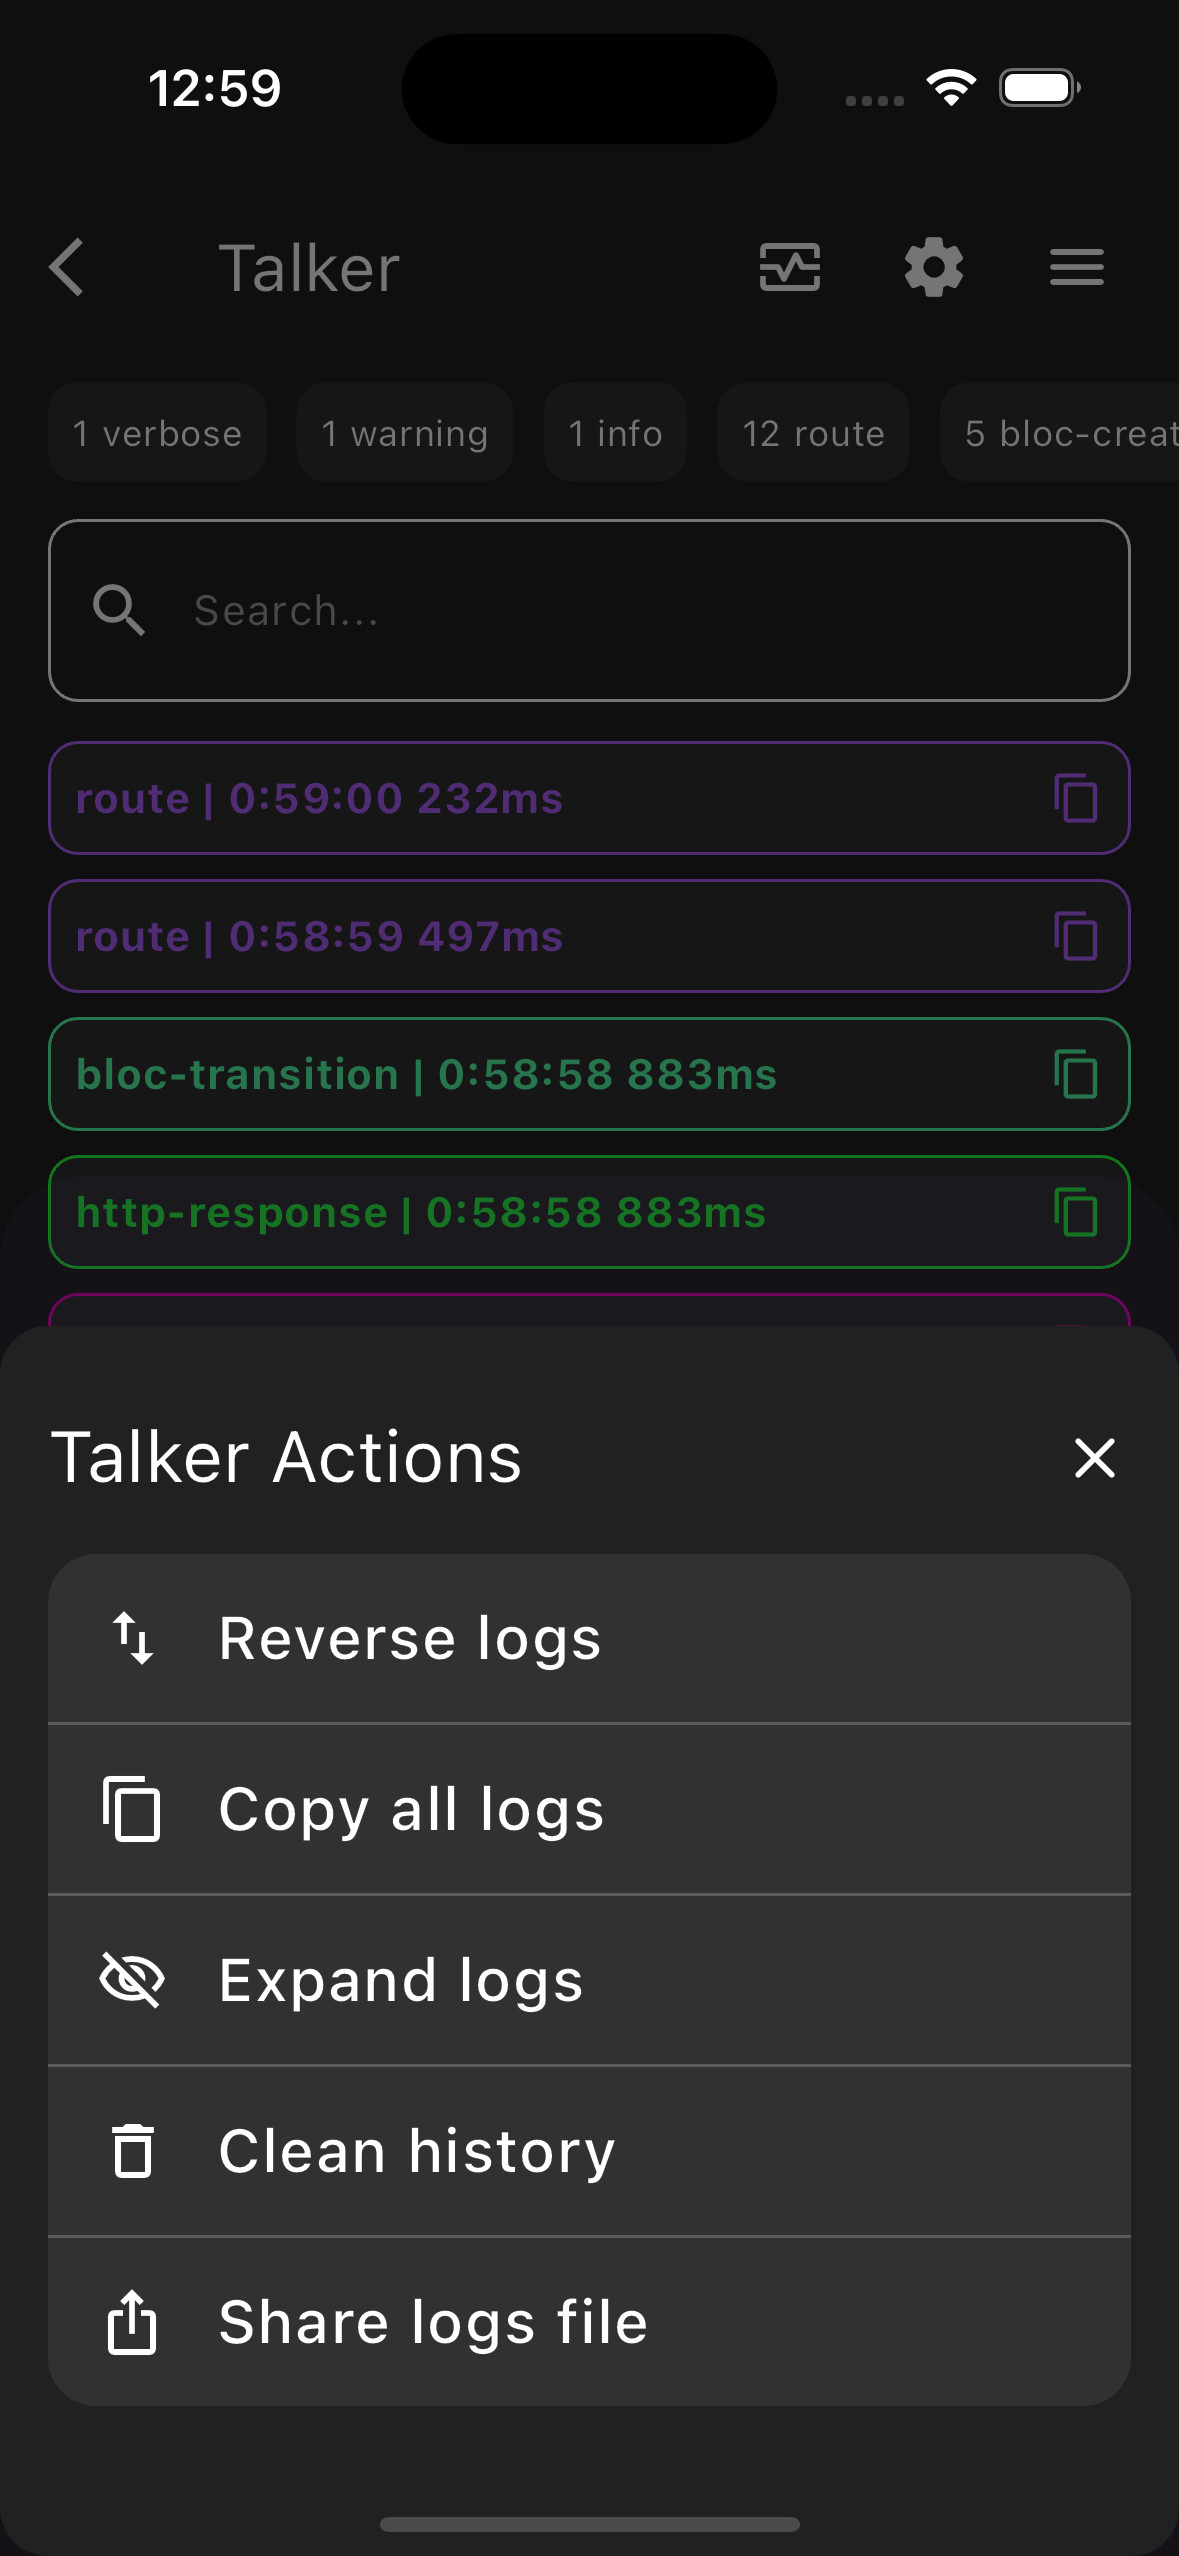 12:59
Talker
1 verbose
1 warning
1 info
12 route
5 bloc-creat
Search...
route | 0:59:00 232ms
route | 0:58:59 497ms
bloc-transition | 0:58:58 883ms
http-response | 0:58:58 883ms
Talker Actions
Reverse logs
Copy all logs
Expand logs
Clean history
Share logs file